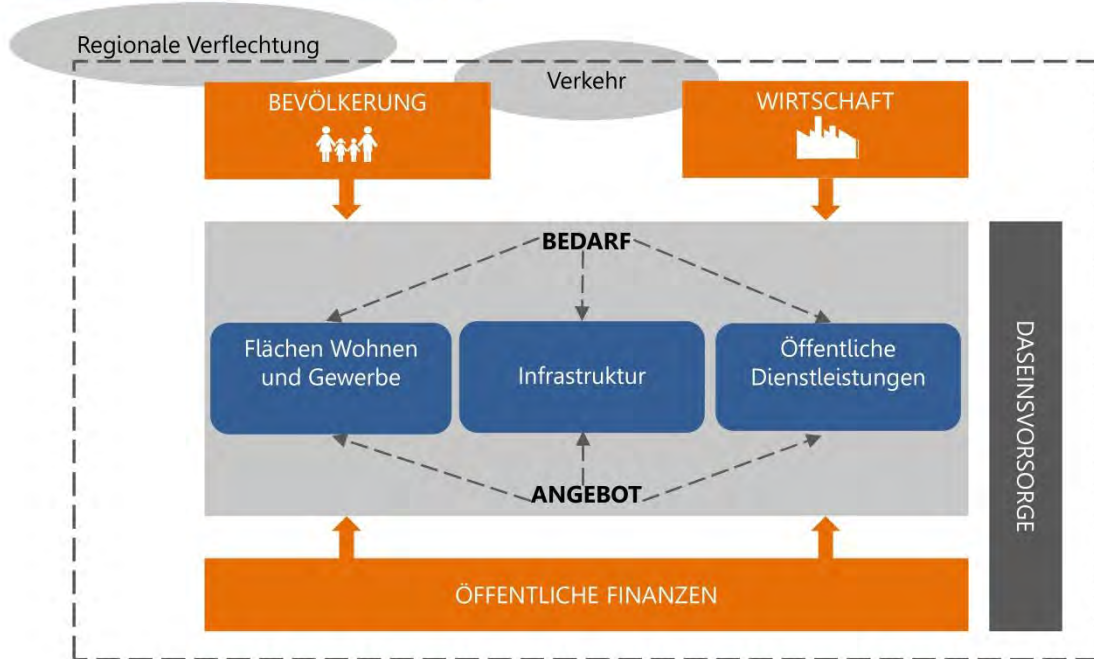 Regionale Verflechtung
Verkehr
BEVÖLKERUNG
WIRTSCHAFT
BEDARF
Flächen Wohnen
und Gewerbe
Infrastruktur
Öffentliche
Dienstleistungen
ANGEBOT
ÖFFENTLICHE FINANZEN
DASEINSVORSORGE